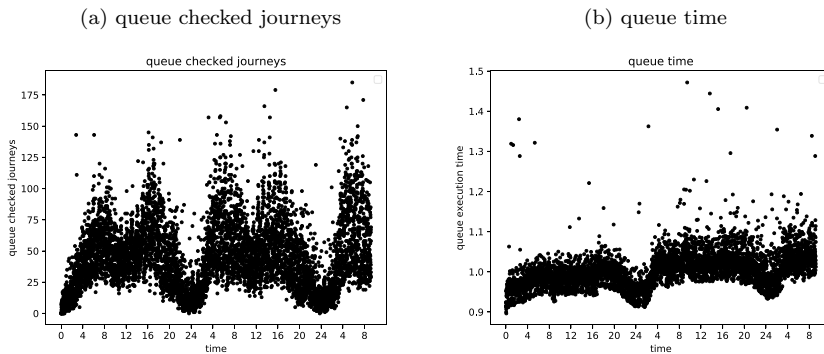 (a) queue checked journeys
(b) queue time
queue checked journeys
queue checked journeys
175
150
125
100
75
50
25
0
0 4 8 12 16 20 24 4 8 12 16 20 24 4 8
time
queue time
queue execution time
1.5
1.4
1.3
1.2
1.1
1.0
0.9
0 4 8 12 16 20 24 4 8 12 16 20 24 4 8
time